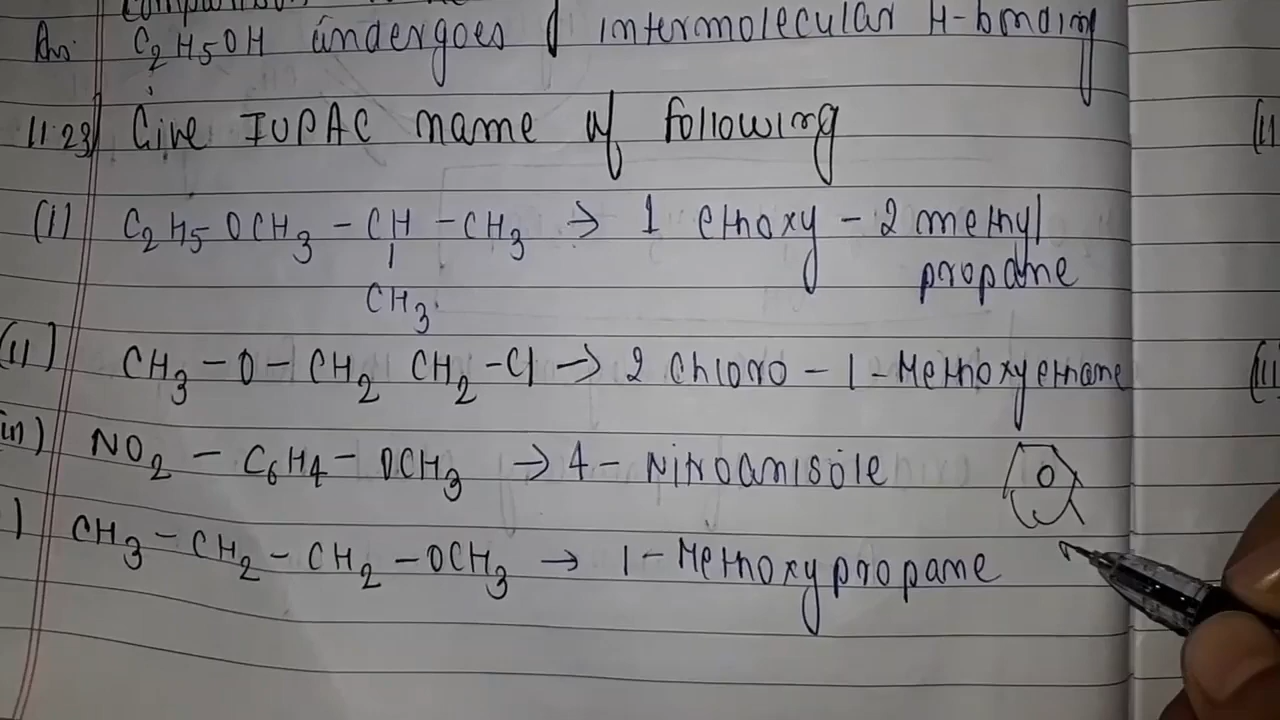 Ans: C2H5OH undergoes intermolecular H-bonding
11.23) Give IUPAC name of following
(i) C2H5OCH3 - CH - CH3 → 1 ethoxy - 2 methyl
propane
CH3
(ii) CH3 - O - CH2 CH2 - Cl → 2 Chloro - 1 - Methoxyethane
(iii) NO2 - C6H4 - OCH3 → 4 - Nitroanisole
) CH3 - CH2 - CH2 - OCH3 → 1 - Methoxypropane